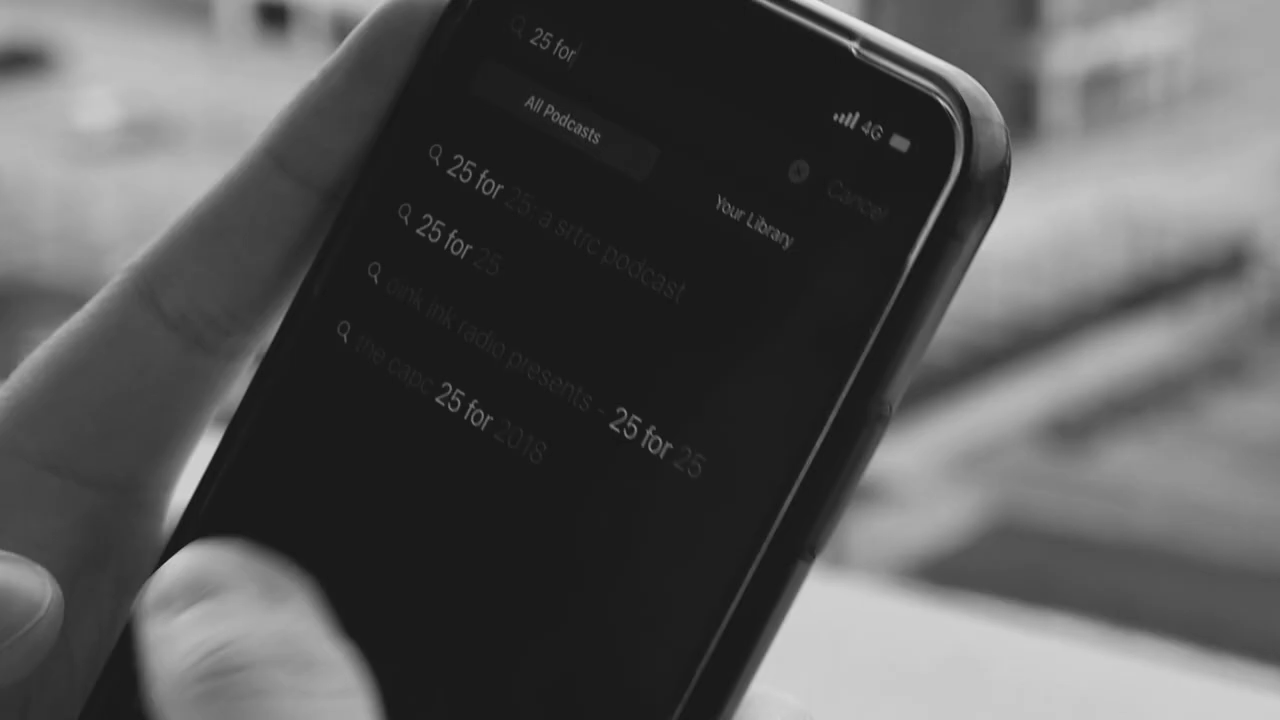 4G
25 for
Cancel
All Podcasts
Your Library
25 for 25: a srtrc podcast
25 for 25
oink ink radio presents - 25 for 25
the capc 25 for 2018